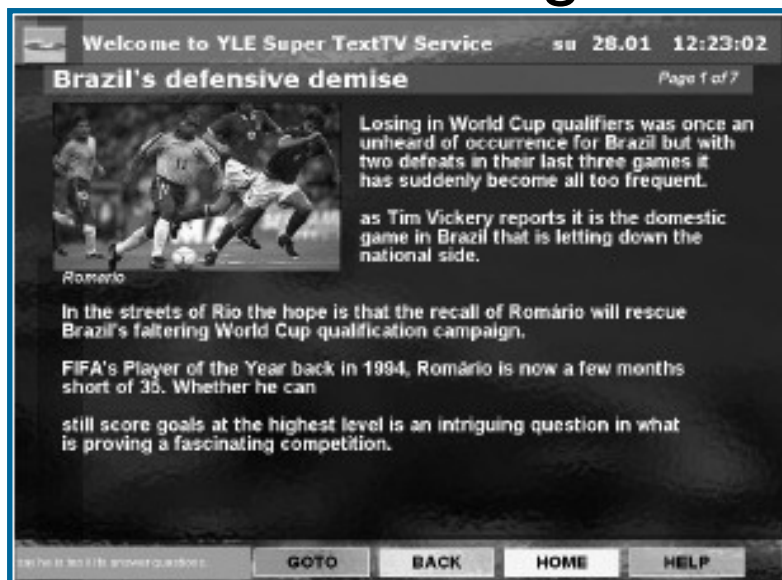 Welcome to YLE Super TextTV Service su 28.01 12:23:02
Brazil's defensive demise Page 1 of 7
Losing in World Cup qualifiers was once an
unheard of occurrence for Brazil but with
two defeats in their last three games it
has suddenly become all too frequent.
as Tim Vickery reports it is the domestic
game in Brazil that is letting down the
national side.
Romario
In the streets of Rio the hope is that the recall of Romário will rescue
Brazil's faltering World Cup qualification campaign.
FIFA's Player of the Year back in 1994, Romário is now a few months
short of 35. Whether he can
still score goals at the highest level is an intriguing question in what
is proving a fascinating competition.
answer questions.
GOTO BACK HOME HELP